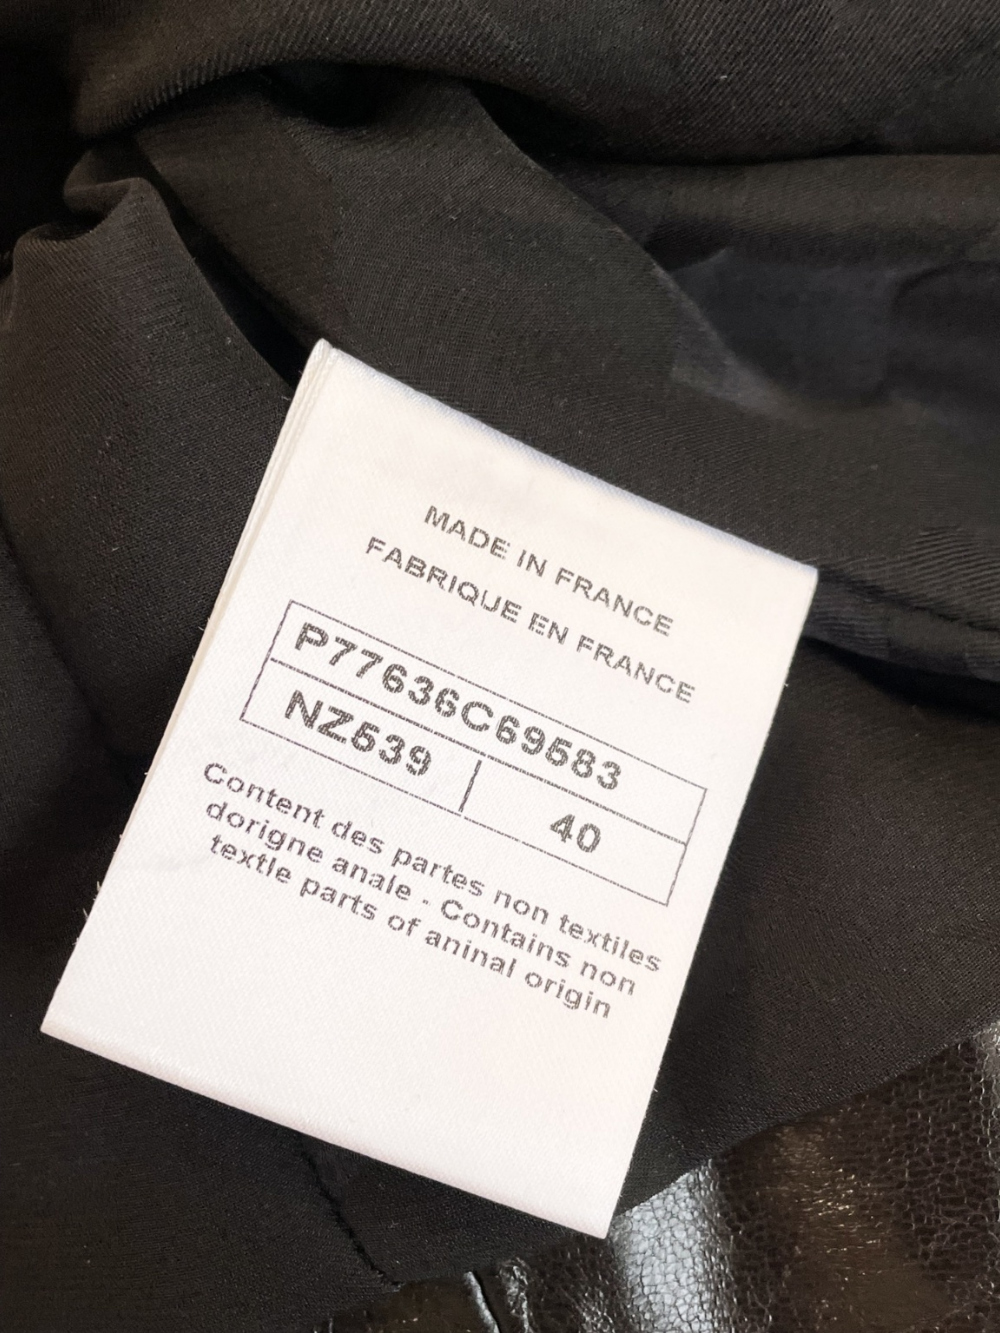 MADE IN FRANCE
FABRIQUE EN FRANCE
P77636C69583
NZ539 | 40
Content des partes non textiles
dorigne anale . Contains non
textle parts of aninal origin